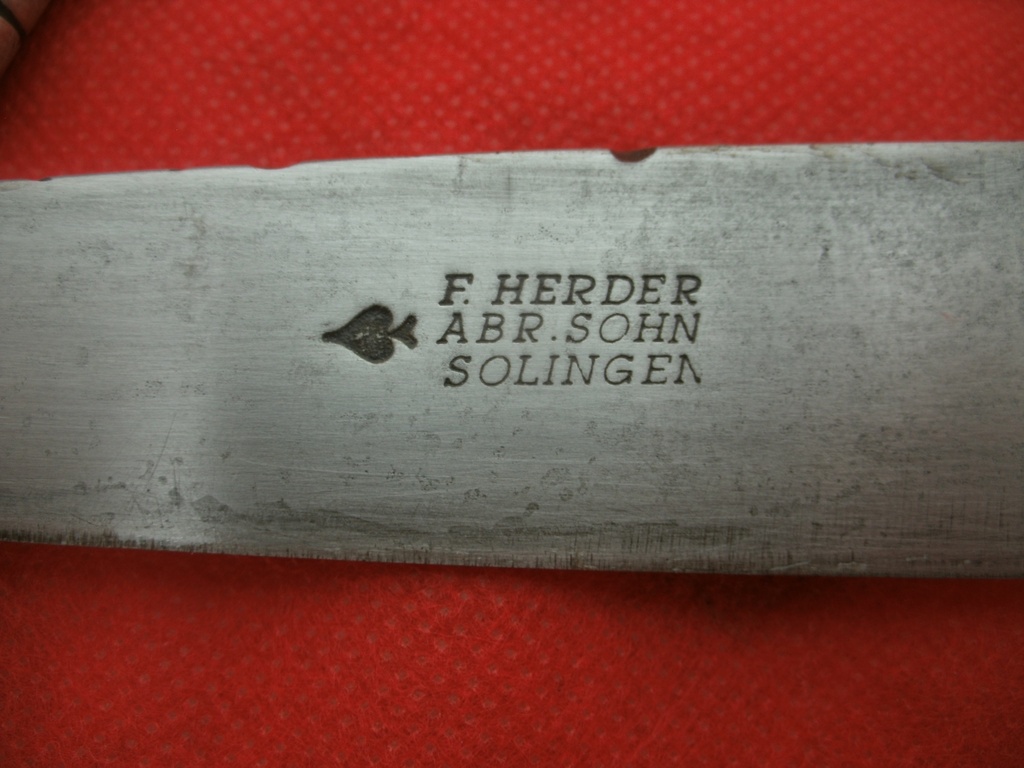 F. HERDER
ABR. SOHN
SOLINGEN